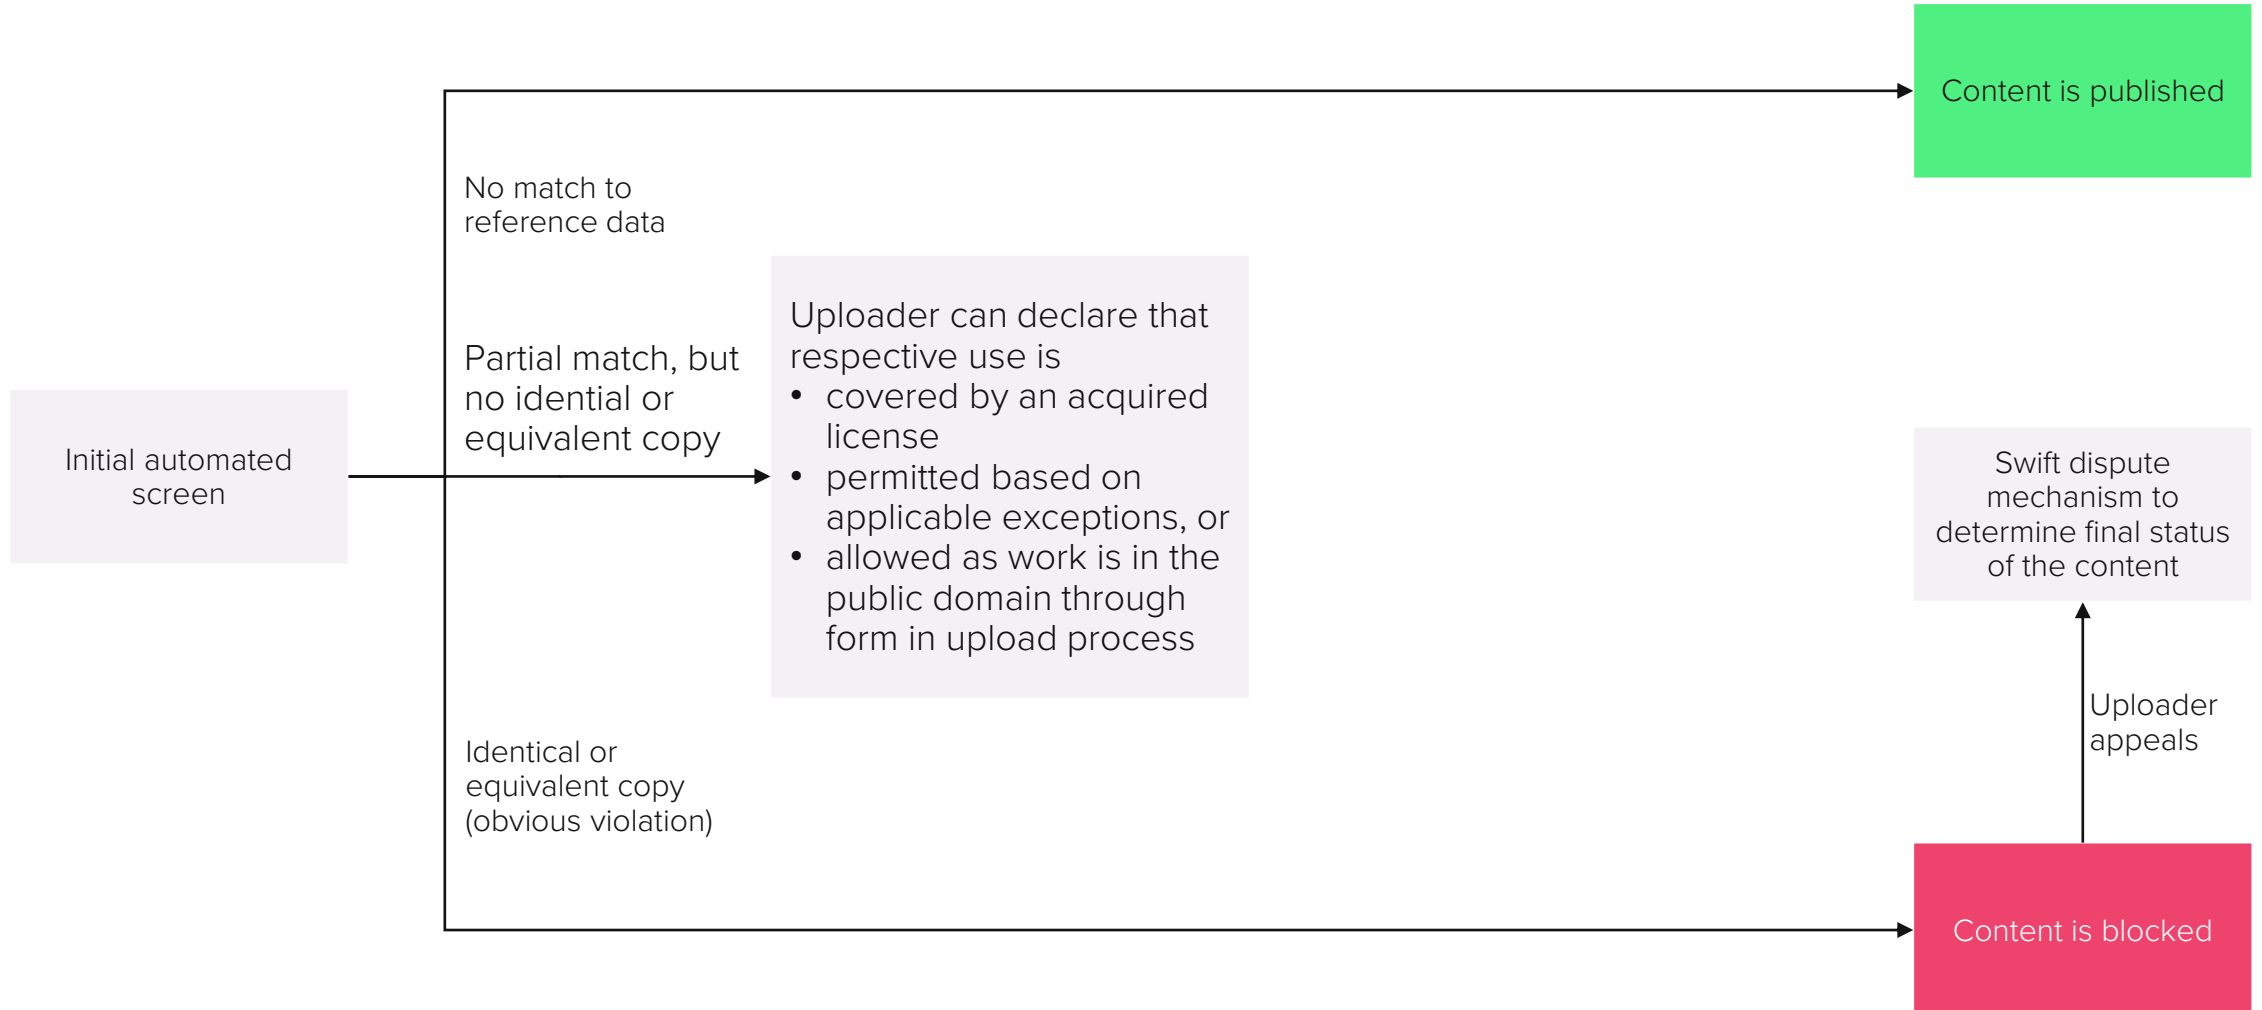 Content is published
No match to
reference data
Partial match, but
no idential or
equivalent copy
Uploader can declare that
respective use is
• covered by an acquired
license
• permitted based on
applicable exceptions, or
• allowed as work is in the
public domain through
form in upload process
Initial automated
screen
Swift dispute
mechanism to
determine final status
of the content
Uploader
appeals
Identical or
equivalent copy
(obvious violation)
Content is blocked